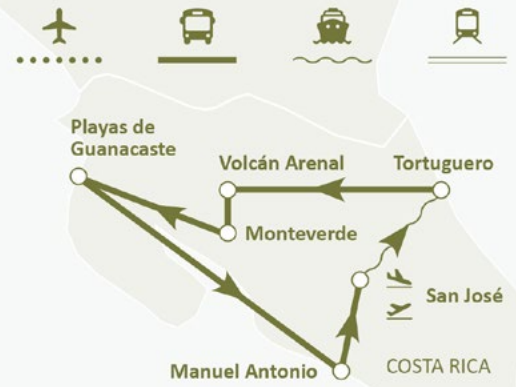 Playas de
Guanacaste
Volcán Arenal
Tortuguero
Monteverde
San José
Manuel Antonio
COSTA RICA